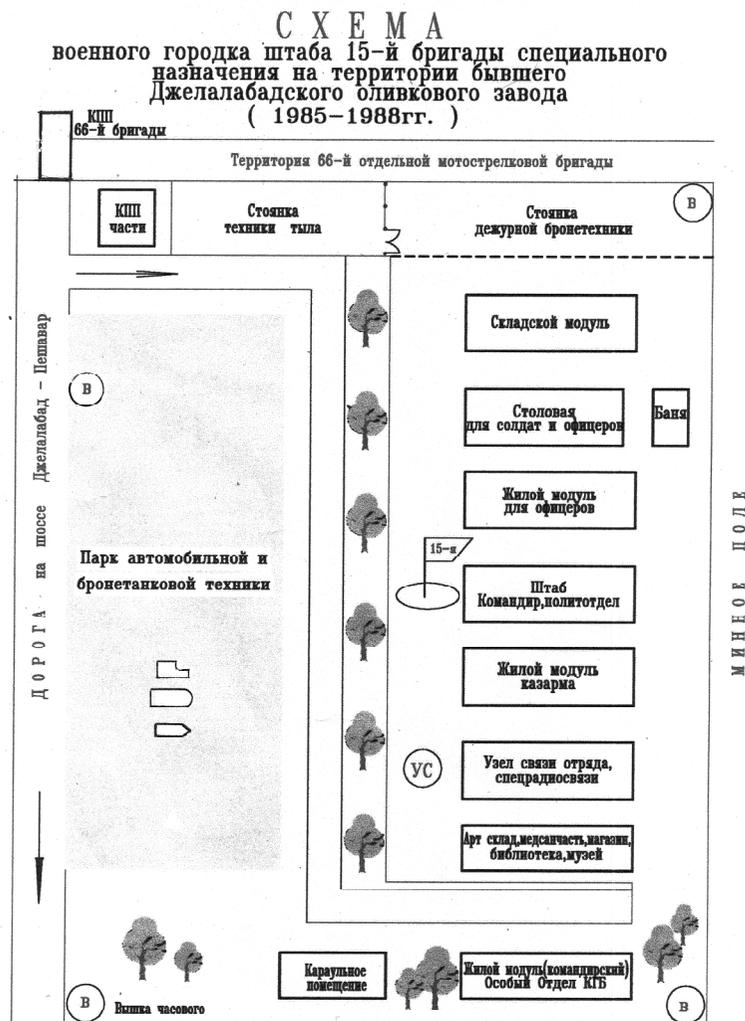 СХЕМА
военного городка штаба 15-й бригады специального
назначения на территории бывшего
Джелалабадского оливкового завода
( 1985-1988гг. )
КПП
66-й бригады
Территория 66-й отдельной мотострелковой бригады
КПП
части
Стоянка
техники тыла
Стоянка
дежурной бронетехники
В
Складской модуль
В
Столовая
для солдат и офицеров
Баня
Жилой модуль
для офицеров
15-я
Парк автомобильной и
бронетанковой техники
Штаб
Командир,политотдел
Жилой модуль
казарма
УС
Узел связи отряда,
спецрадиосвязи
Арт склад,медсанчасть,магазин,
библиотека,музей
ДОРОГА на шоссе Джелалабад - Пешавар
МИННОЕ ПОЛЕ
Караульное
помещение
Жилой модуль(командирский)
Особый Отдел КГБ
В
Вышка часового
В